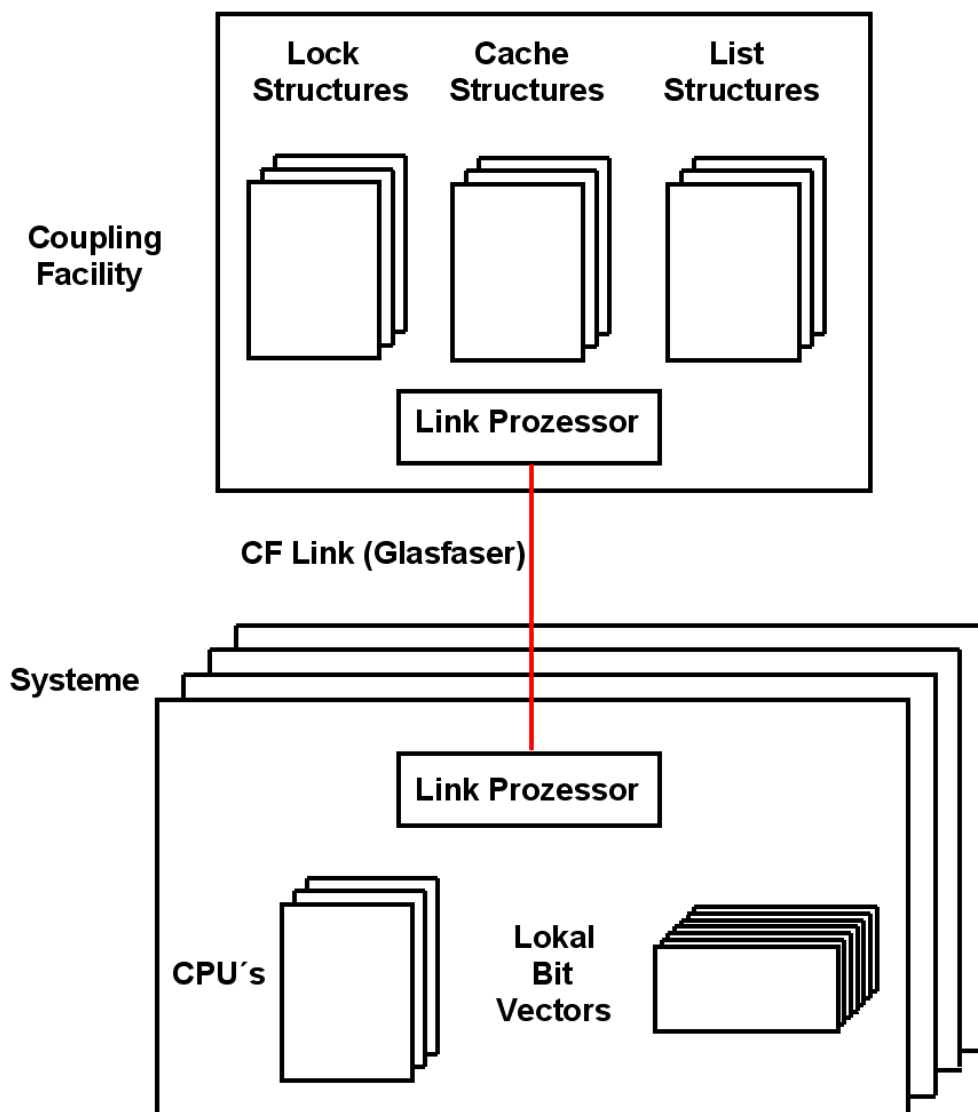 Lock
Structures
Cache
Structures
List
Structures
Coupling
Facility
Link Prozessor
CF Link (Glasfaser)
Systeme
Link Prozessor
CPU´s
Lokal
Bit
Vectors